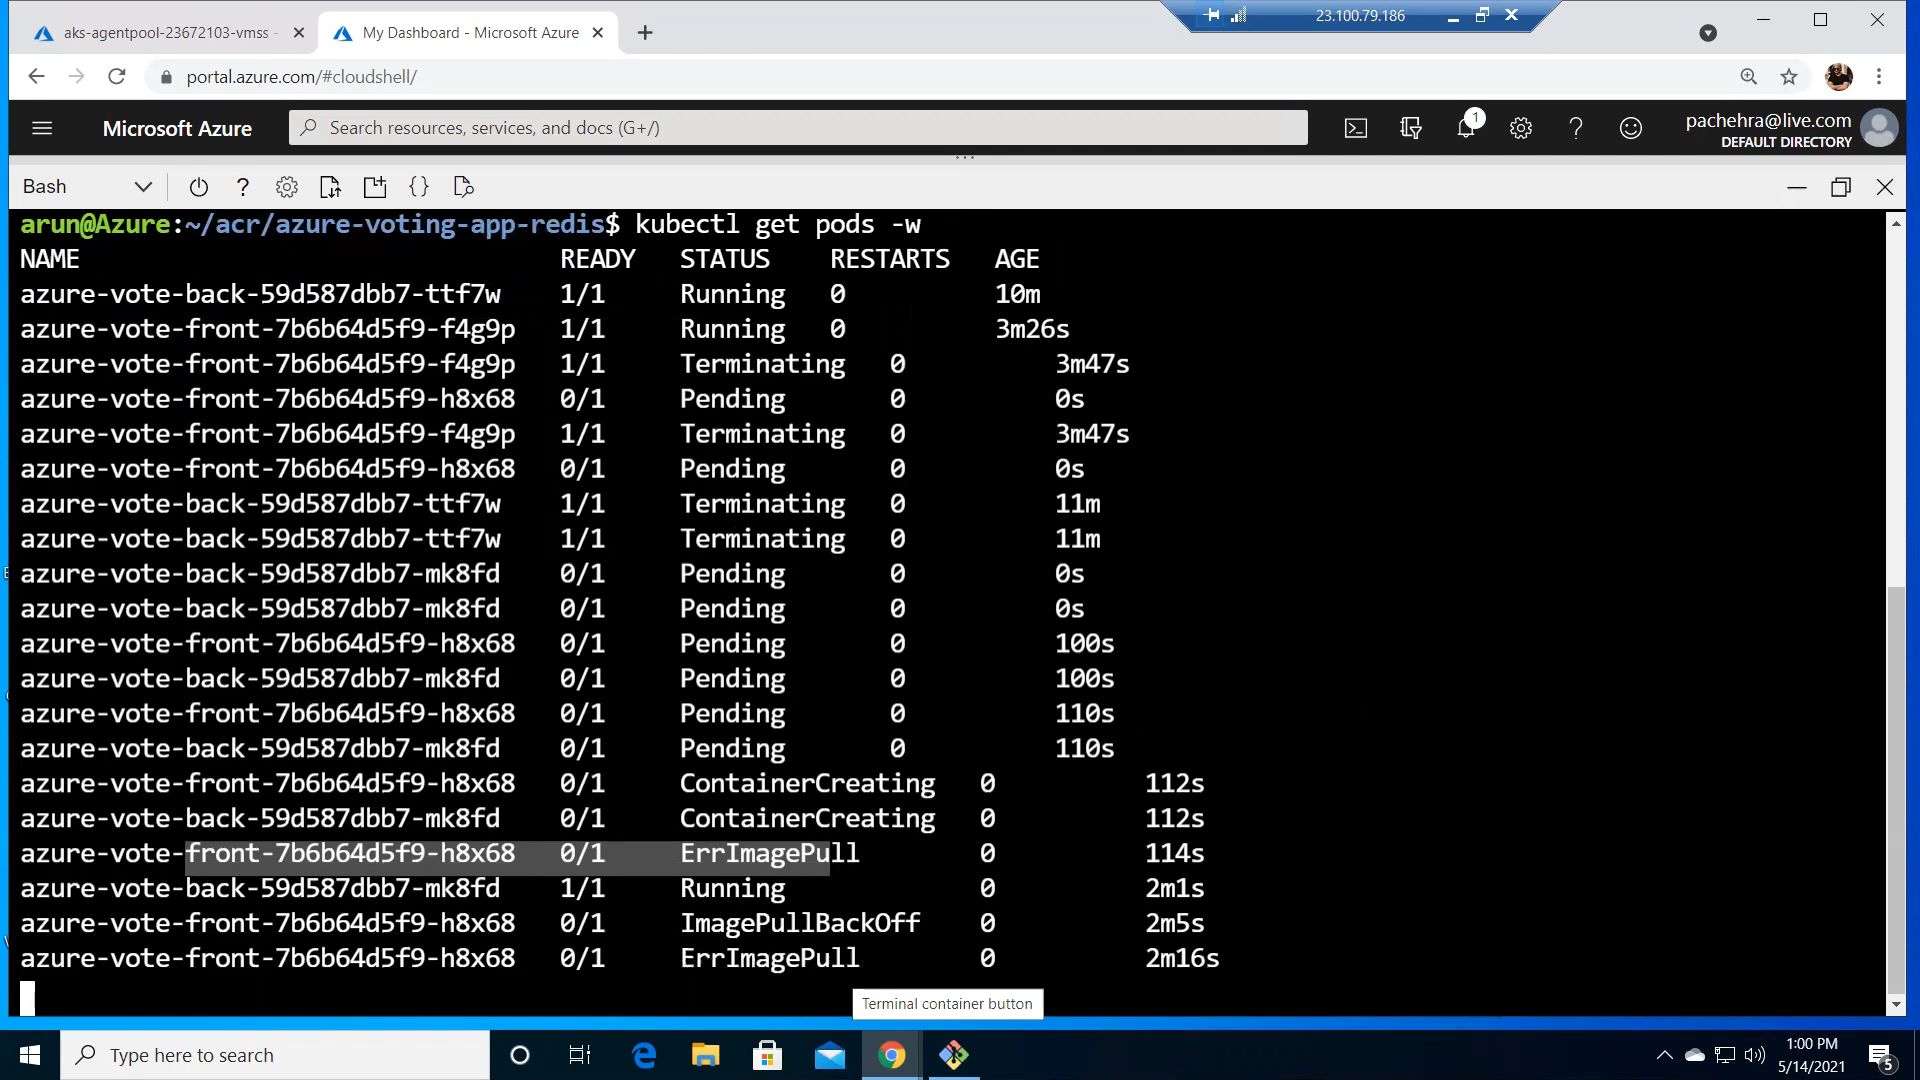 aks-agentpool-23672103-vmss -
My Dashboard - Microsoft Azure
23.100.79.186
portal.azure.com/#cloudshell/
Microsoft Azure
Search resources, services, and docs (G+/)
1
pachehra@live.com
DEFAULT DIRECTORY
Bash
arun@Azure:~/acr/azure-voting-app-redis$ kubectl get pods -w
NAME READY STATUS RESTARTS AGE
azure-vote-back-59d587dbb7-ttf7w 1/1 Running 0 10m
azure-vote-front-7b6b64d5f9-f4g9p 1/1 Running 0 3m26s
azure-vote-front-7b6b64d5f9-f4g9p 1/1 Terminating 0 3m47s
azure-vote-front-7b6b64d5f9-h8x68 0/1 Pending 0 0s
azure-vote-front-7b6b64d5f9-f4g9p 1/1 Terminating 0 3m47s
azure-vote-front-7b6b64d5f9-h8x68 0/1 Pending 0 0s
azure-vote-back-59d587dbb7-ttf7w 1/1 Terminating 0 11m
azure-vote-back-59d587dbb7-ttf7w 1/1 Terminating 0 11m
azure-vote-back-59d587dbb7-mk8fd 0/1 Pending 0 0s
azure-vote-back-59d587dbb7-mk8fd 0/1 Pending 0 0s
azure-vote-front-7b6b64d5f9-h8x68 0/1 Pending 0 100s
azure-vote-back-59d587dbb7-mk8fd 0/1 Pending 0 100s
azure-vote-front-7b6b64d5f9-h8x68 0/1 Pending 0 110s
azure-vote-back-59d587dbb7-mk8fd 0/1 Pending 0 110s
azure-vote-front-7b6b64d5f9-h8x68 0/1 ContainerCreating 0 112s
azure-vote-back-59d587dbb7-mk8fd 0/1 ContainerCreating 0 112s
azure-vote-front-7b6b64d5f9-h8x68 0/1 ErrImagePull 0 114s
azure-vote-back-59d587dbb7-mk8fd 1/1 Running 0 2m1s
azure-vote-front-7b6b64d5f9-h8x68 0/1 ImagePullBackOff 0 2m5s
azure-vote-front-7b6b64d5f9-h8x68 0/1 ErrImagePull 0 2m16s
Terminal container button
Type here to search
1:00 PM
5/14/2021
5